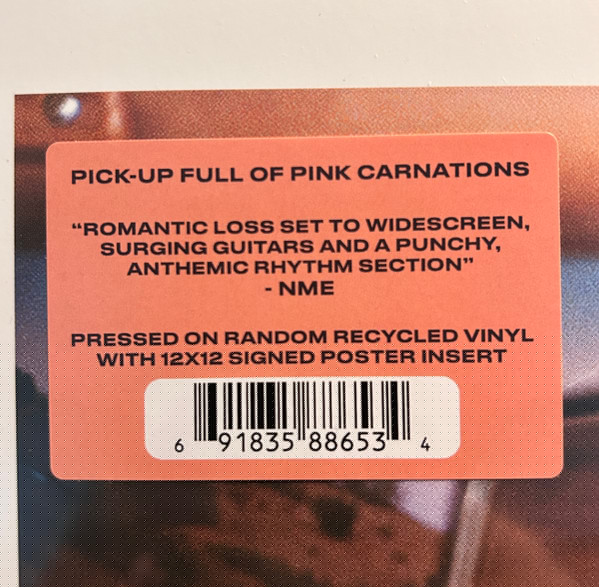 PICK-UP FULL OF PINK CARNATIONS
“ROMANTIC LOSS SET TO WIDESCREEN,
SURGING GUITARS AND A PUNCHY,
ANTHEMIC RHYTHM SECTION”
- NME
PRESSED ON RANDOM RECYCLED VINYL
WITH 12X12 SIGNED POSTER INSERT
6 91835 88653 4